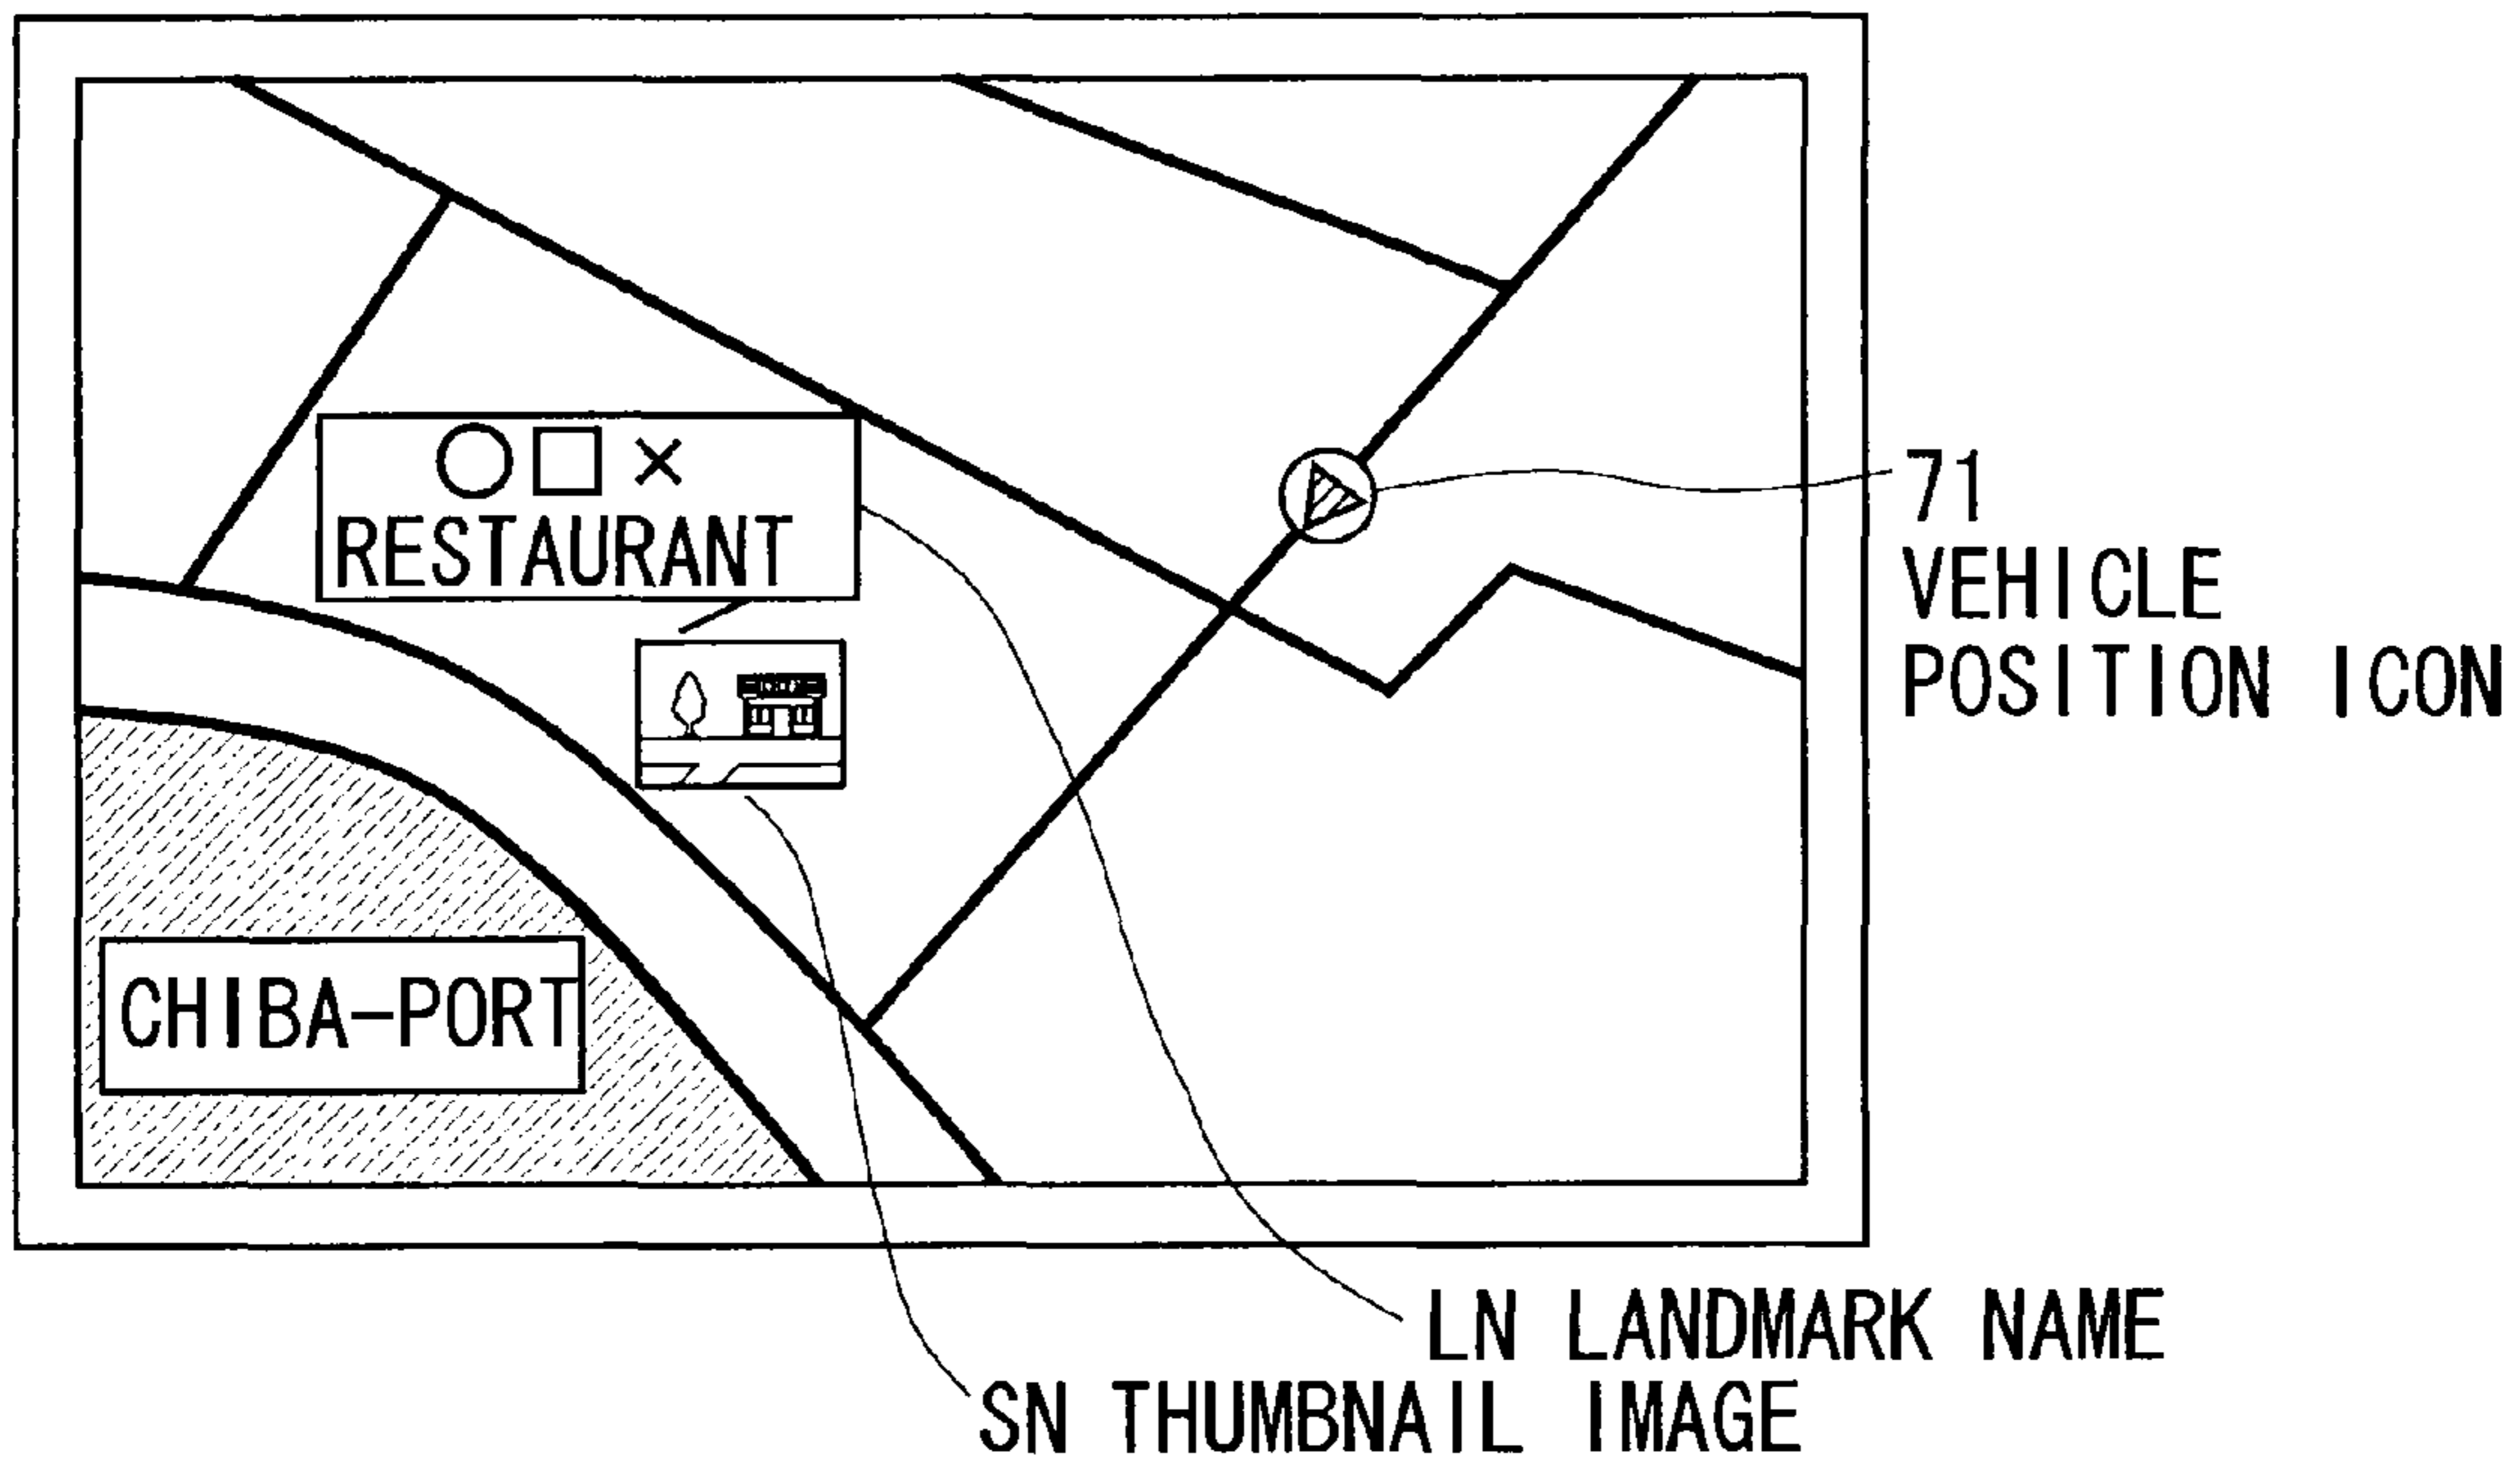 ○□×
RESTAURANT
71
VEHICLE
POSITION ICON
CHIBA-PORT
LN LANDMARK NAME
SN THUMBNAIL IMAGE